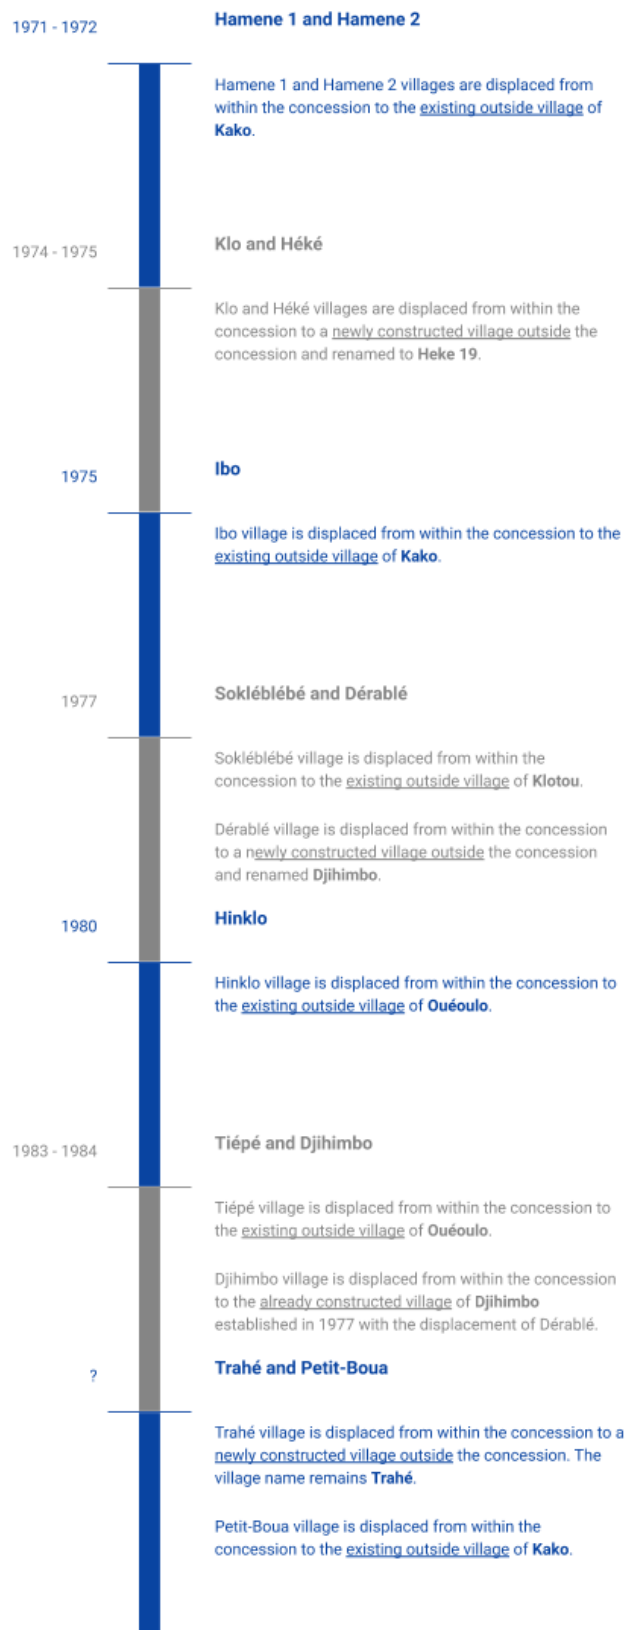 1971 - 1972
Hamene 1 and Hamene 2
Hamene 1 and Hamene 2 villages are displaced from
within the concession to the existing outside village of
Kako.
1974 - 1975
Klo and Héké
Klo and Héké villages are displaced from within the
concession to a newly constructed village outside the
concession and renamed to Heke 19.
1975
Ibo
Ibo village is displaced from within the concession to the
existing outside village of Kako.
1977
Sokléblébé and Dérablé
Sokléblébé village is displaced from within the
concession to the existing outside village of Klotou.
Dérablé village is displaced from within the concession
to a newly constructed village outside the concession
and renamed Djihimbo.
1980
Hinklo
Hinklo village is displaced from within the concession to
the existing outside village of Ouéoulo.
1983 - 1984
Tiépé and Djihimbo
Tiépé village is displaced from within the concession to
the existing outside village of Ouéoulo.
Djihimbo village is displaced from within the concession
to the already constructed village of Djihimbo
established in 1977 with the displacement of Dérablé.
?
Trahé and Petit-Boua
Trahé village is displaced from within the concession to a
newly constructed village outside the concession. The
village name remains Trahé.
Petit-Boua village is displaced from within the
concession to the existing outside village of Kako.